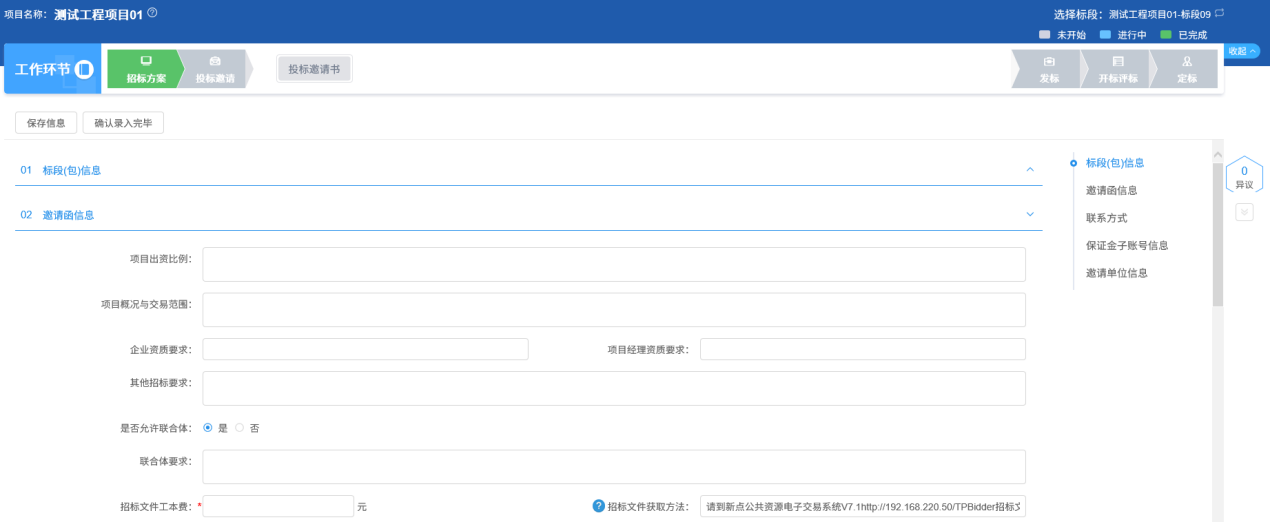 项目名称: 测试工程项目01
选择标段: 测试工程项目01-标段09
未开始 进行中 已完成
收起
工作环节
招标方案
投标邀请
投标邀请书
发标
开标评标
定标
保存信息
确认录入完毕
01 标段(包)信息
02 邀请函信息
项目出资比例:
项目概况与交易范围:
企业资质要求:
项目经理资质要求:
其他招标要求:
是否允许联合体: 是 否
联合体要求:
招标文件工本费: * 元
? 招标文件获取方法: 请到新点公共资源电子交易系统V7.1http://192.168.220.50/TPBidder招标文
标段(包)信息
邀请函信息
联系方式
保证金子账号信息
邀请单位信息
0
异议